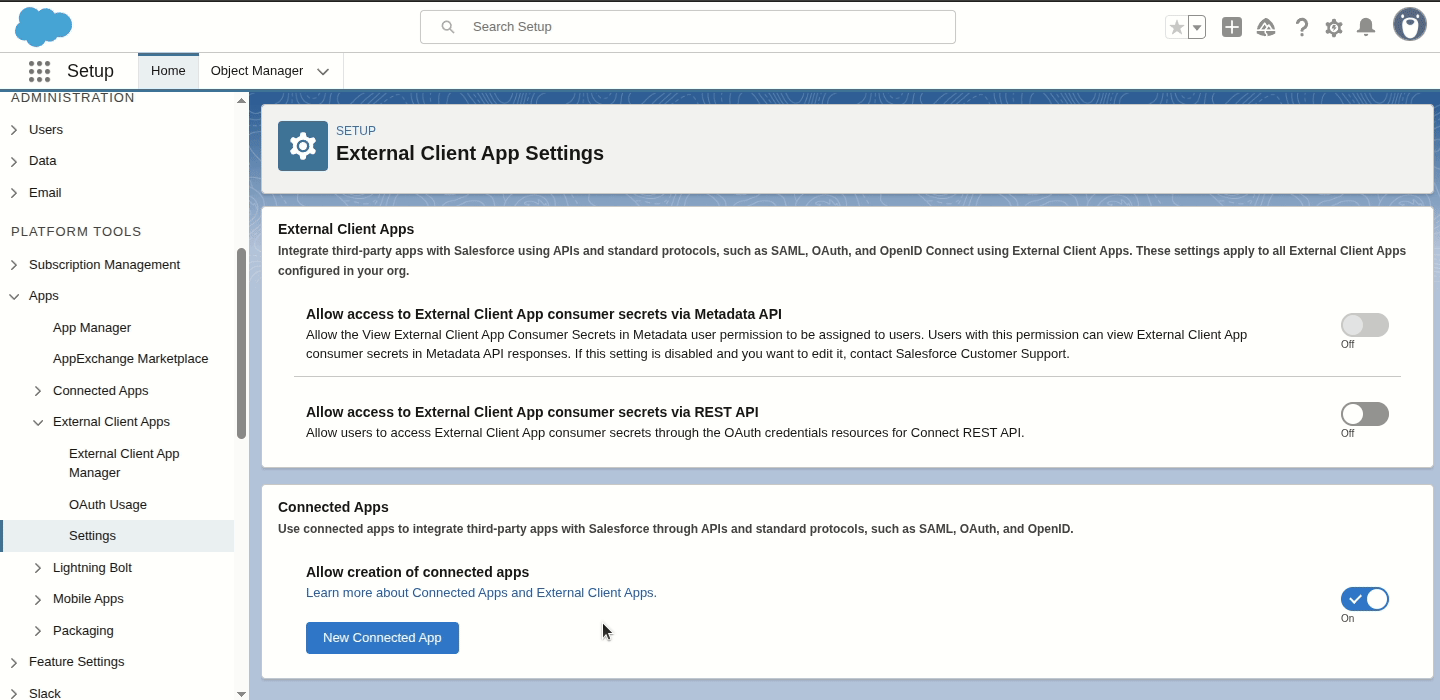 Search Setup
Setup
Home
Object Manager
ADMINISTRATION
Users
Data
Email
PLATFORM TOOLS
Subscription Management
Apps
App Manager
AppExchange Marketplace
Connected Apps
External Client Apps
External Client App
Manager
OAuth Usage
Settings
Lightning Bolt
Mobile Apps
Packaging
Feature Settings
Slack
SETUP
External Client App Settings
External Client Apps
Integrate third-party apps with Salesforce using APIs and standard protocols, such as SAML, OAuth, and OpenID Connect using External Client Apps. These settings apply to all External Client Apps
configured in your org.
Allow access to External Client App consumer secrets via Metadata API
Allow the View External Client App Consumer Secrets in Metadata user permission to be assigned to users. Users with this permission can view External Client App
consumer secrets in Metadata API responses. If this setting is disabled and you want to edit it, contact Salesforce Customer Support.
Off
Allow access to External Client App consumer secrets via REST API
Allow users to access External Client App consumer secrets through the OAuth credentials resources for Connect REST API.
Off
Connected Apps
Use connected apps to integrate third-party apps with Salesforce through APIs and standard protocols, such as SAML, OAuth, and OpenID.
Allow creation of connected apps
Learn more about Connected Apps and External Client Apps.
On
New Connected App